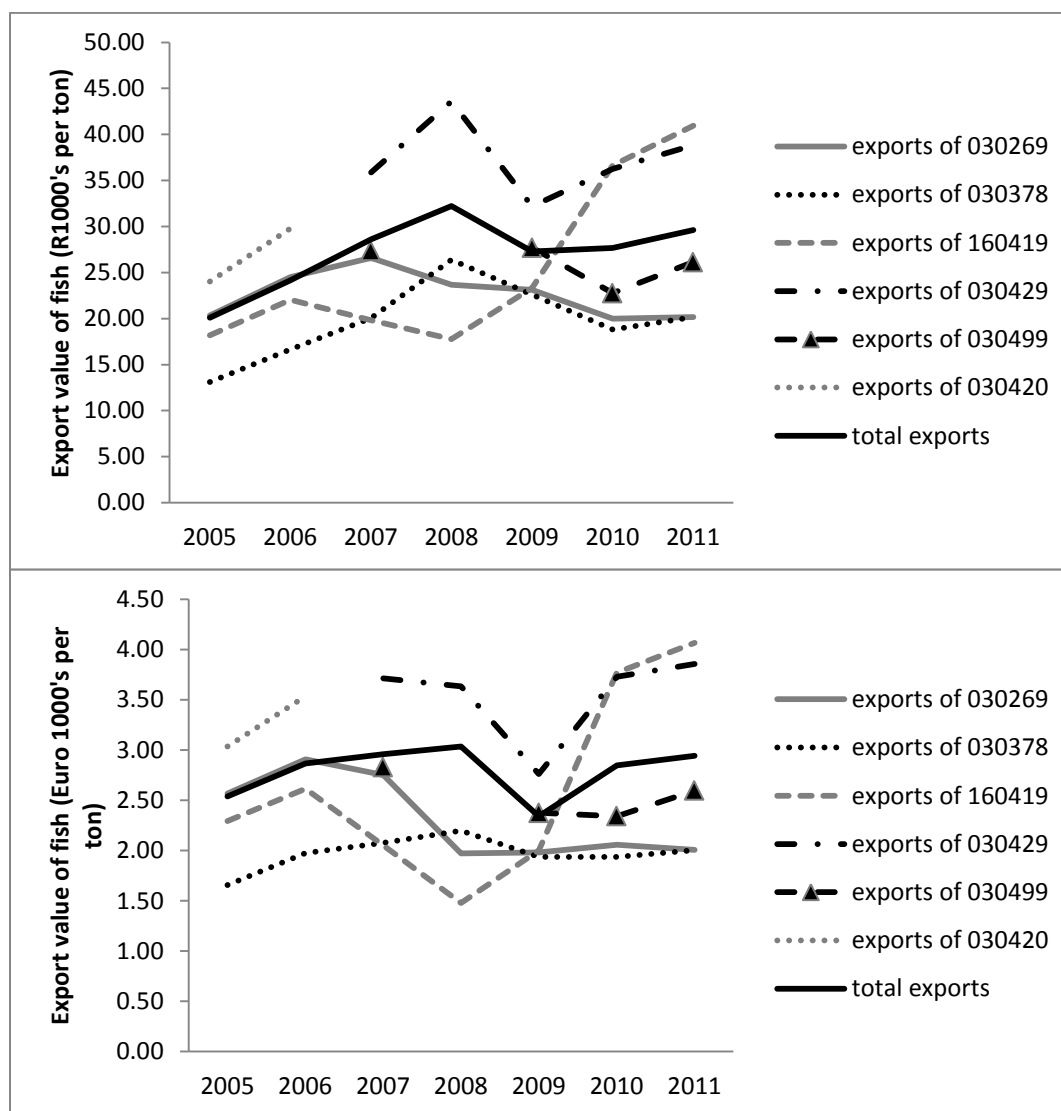 Export value of fish (R1000's per ton)
50.00
45.00
40.00
35.00
30.00
25.00
20.00
15.00
10.00
5.00
0.00
2005 2006 2007 2008 2009 2010 2011
exports of 030269
exports of 030378
exports of 160419
exports of 030429
exports of 030499
exports of 030420
total exports
Export value of fish (Euro 1000's per
ton)
4.50
4.00
3.50
3.00
2.50
2.00
1.50
1.00
0.50
0.00
2005 2006 2007 2008 2009 2010 2011
exports of 030269
exports of 030378
exports of 160419
exports of 030429
exports of 030499
exports of 030420
total exports